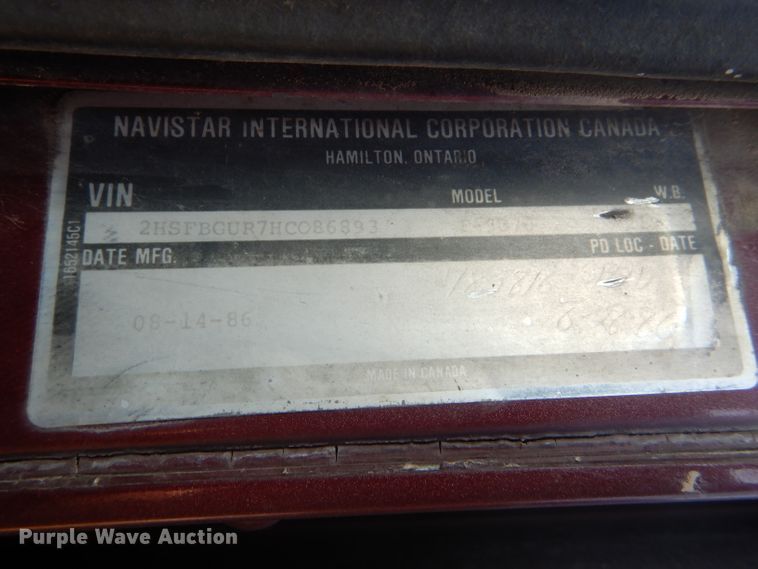 NAVISTAR INTERNATIONAL CORPORATION CANADA
HAMILTON, ONTARIO
VIN MODEL W.B.
2HSFBGUR7HC086893
DATE MFG. PD LOC - DATE
08-14-86
MADE IN CANADA
1652145C1
Purple Wave Auction